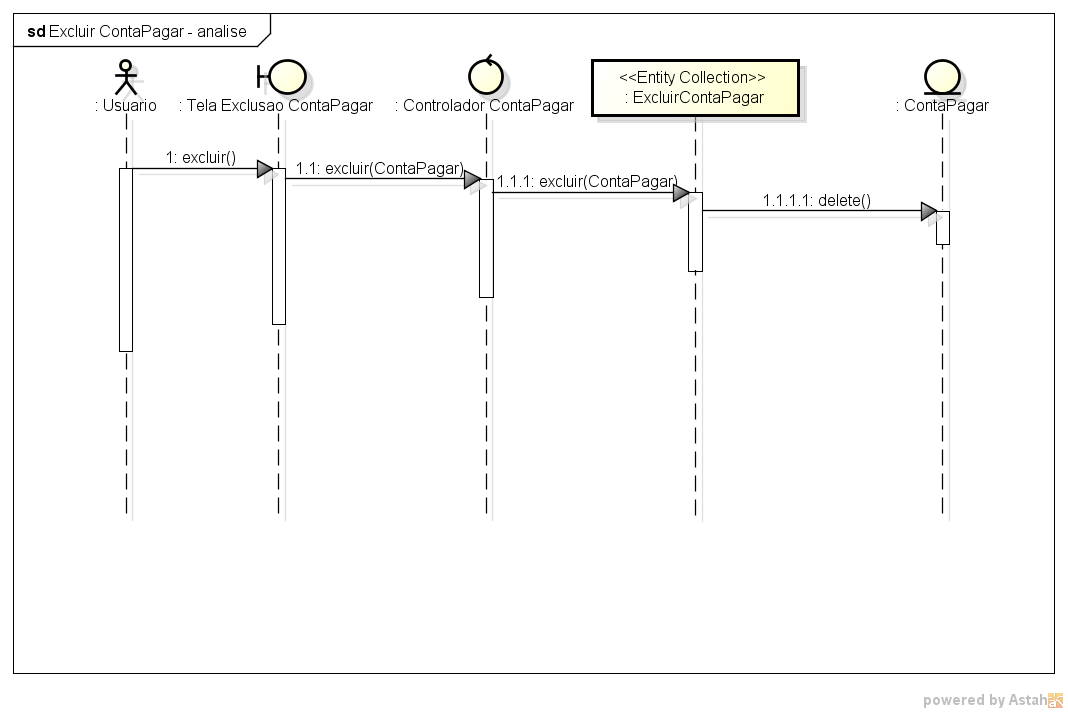 sd Excluir ContaPagar - analise
: Usuario
: Tela Exclusao ContaPagar
: Controlador ContaPagar
<<Entity Collection>>
: ExcluirContaPagar
: ContaPagar
1: excluir()
1.1: excluir(ContaPagar)
1.1.1: excluir(ContaPagar)
1.1.1.1: delete()
powered by Astah